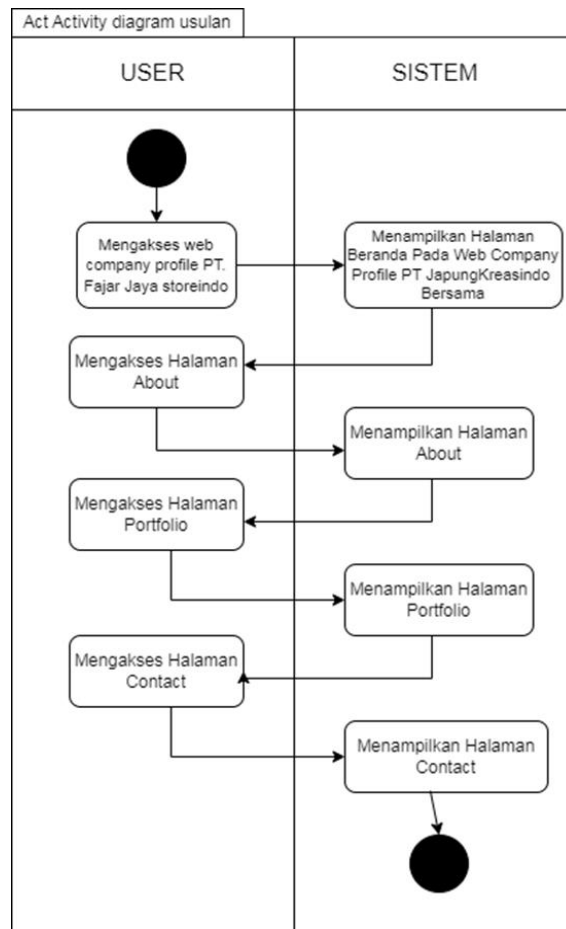 Act Activity diagram usulan
USER
SISTEM
Mengakses web
company profile PT.
Fajar Jaya storeindo
Menampilkan Halaman
Beranda Pada Web Company
Profile PT JapungKreasindo
Bersama
Mengakses Halaman
About
Menampilkan Halaman
About
Mengakses Halaman
Portfolio
Menampilkan Halaman
Portfolio
Mengakses Halaman
Contact
Menampilkan Halaman
Contact